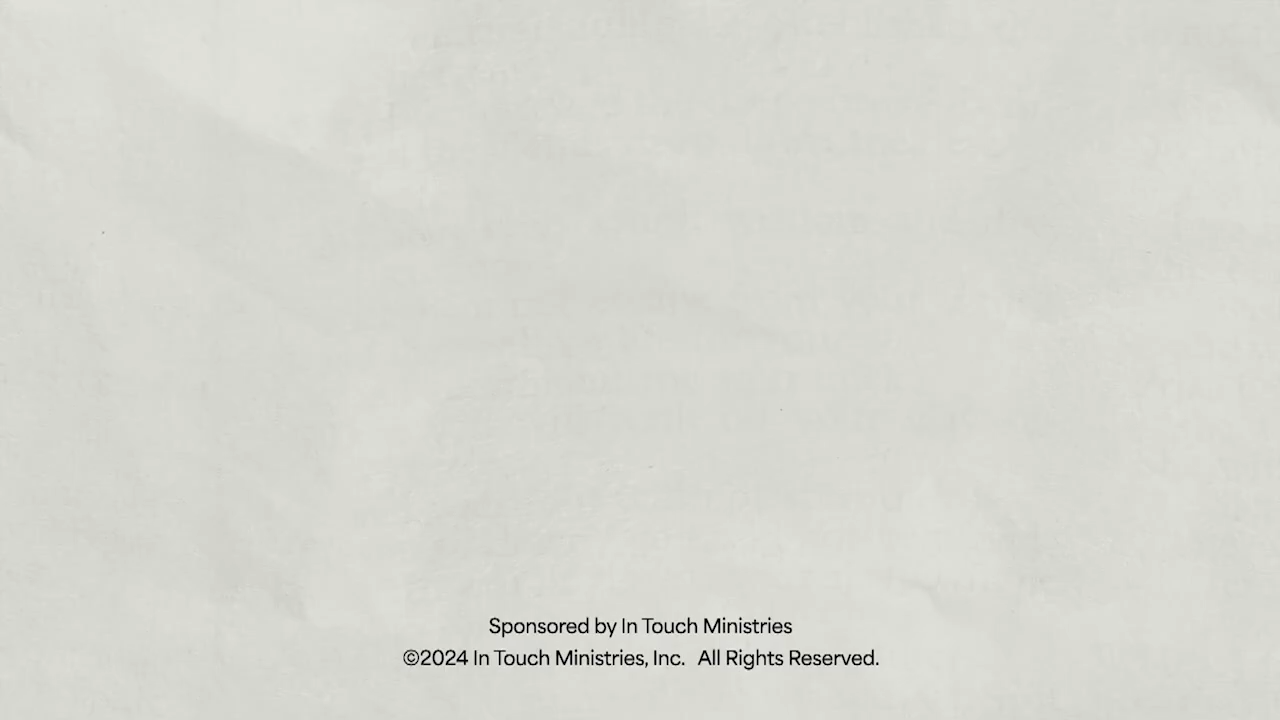 Sponsored by In Touch Ministries
©2024 In Touch Ministries, Inc. All Rights Reserved.